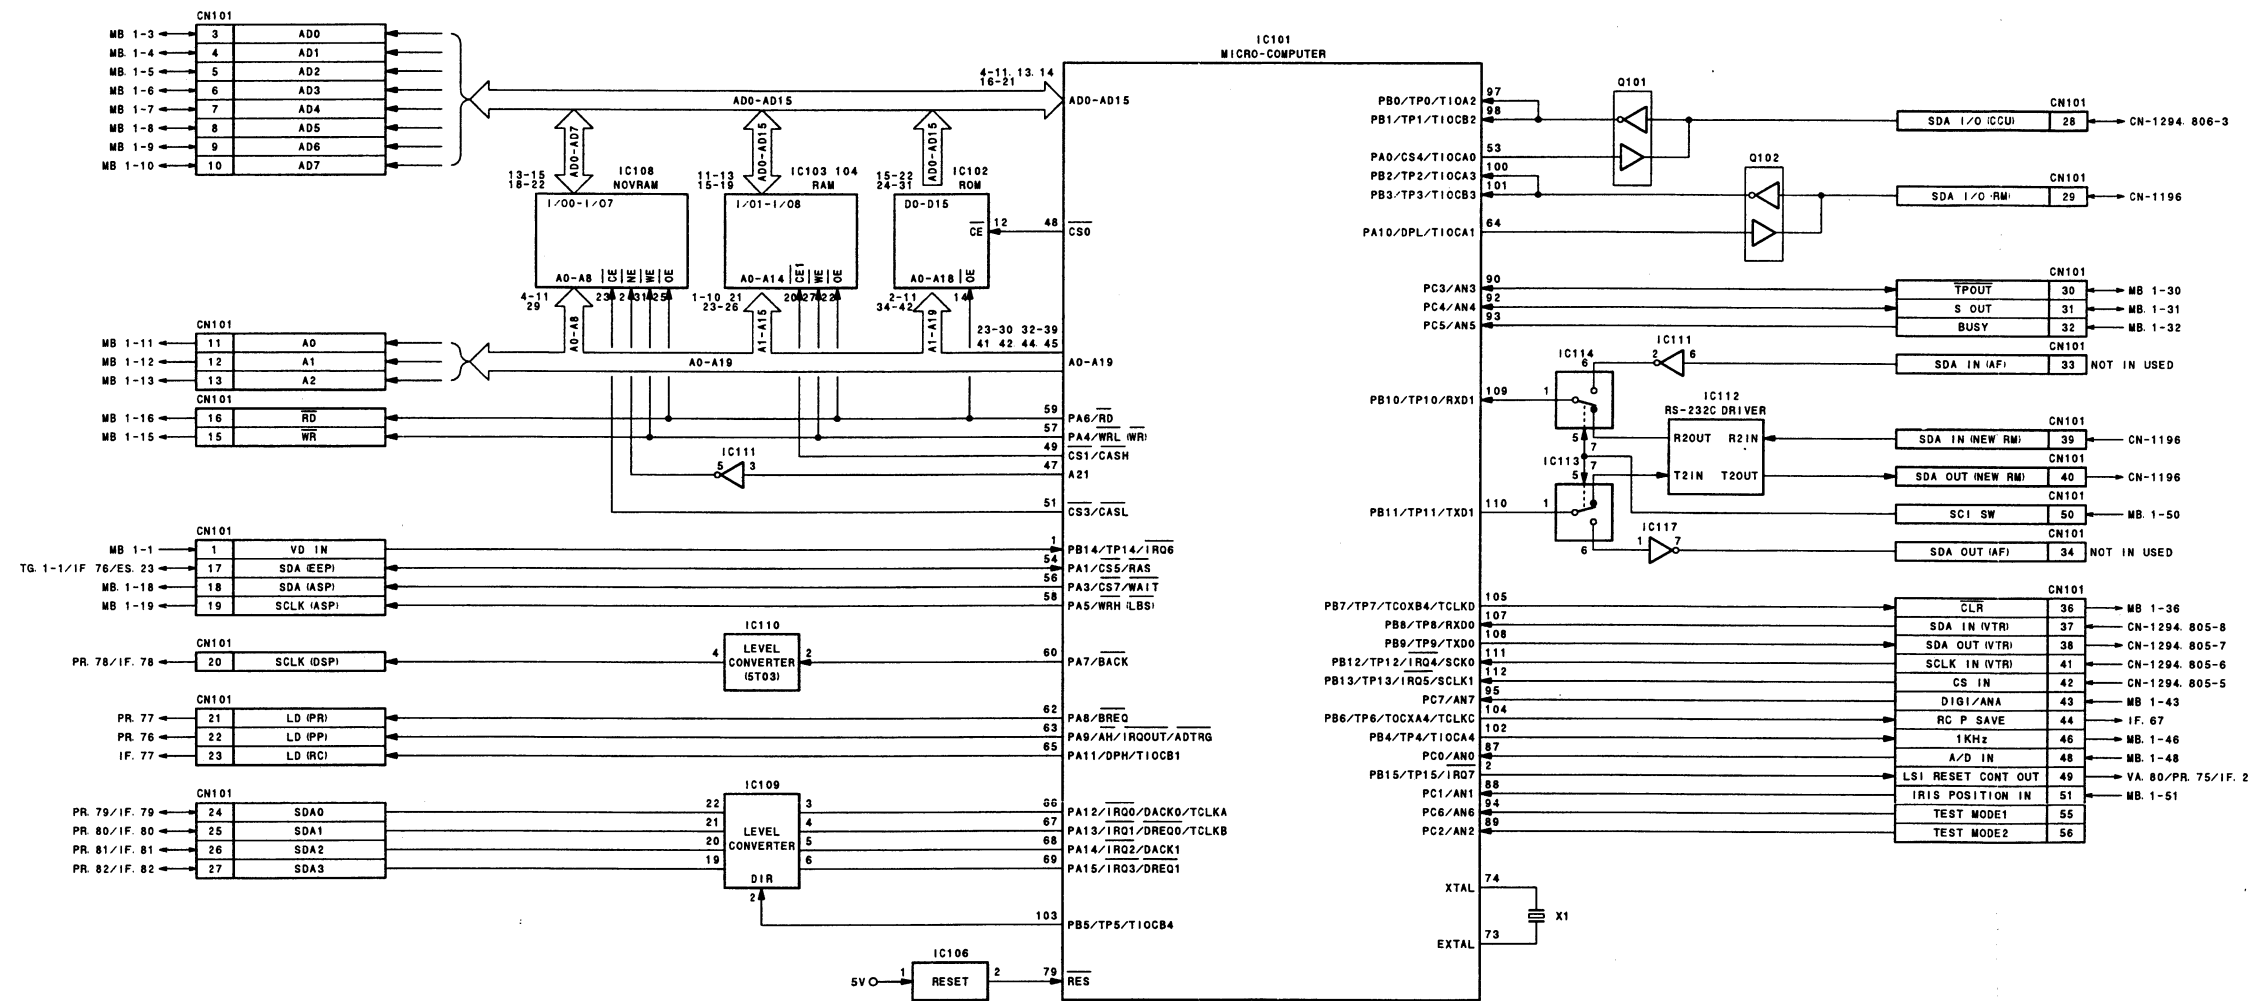 CN101
MB 1-3 3 AD0
MB. 1-4 4 AD1
MB. 1-5 5 AD2
MB 1-6 6 AD3
MB 1-7 7 AD4
MB 1-8 8 AD5
MB 1-9 9 AD6
MB 1-10 10 AD7
CN101
MB 1-11 11 A0
MB 1-12 12 A1
MB 1-13 13 A2
CN101
MB 1-16 16 RD
MB 1-15 15 WR
CN101
MB 1-1 1 VD IN
TG. 1-1/IF 76/ES. 23 17 SDA (EEP)
MB. 1-18 18 SDA (ASP)
MB 1-19 19 SCLK (ASP)
CN101
PR. 78/IF. 78 20 SCLK (DSP)
CN101
PR. 77 21 LD (PR)
PR. 76 22 LD (PP)
IF. 77 23 LD (RC)
CN101
PR. 79/IF. 79 24 SDA0
PR. 80/IF. 80 25 SDA1
PR. 81/IF. 81 26 SDA2
PR. 82/IF. 82 27 SDA3
AD0-AD15
4-11. 13. 14
16-21
AD0-AD7
AD0-AD15
AD0-AD15
13-15
18-22
IC108
NOVRAM
I/O0-I/O7
A0-A8 CE NE WE OE
4-11
29
23 2 31 25
A0-A8
11-13
15-19
IC103 104
RAM
I/O1-I/O8
A0-A14 CE1 WE OE
1-10 21
23-26
20 27 22
A1-A15
15-22
24-31
IC102
ROM
D0-D15
CE 12
A0-A18 OE
2-11
34-42
14
A1-A19
23-30 32-39
41 42 44. 45
A0-A19
IC111
5 3
IC110
LEVEL
CONVERTER
(5T03)
4 2
IC109
LEVEL
CONVERTER
DIR
22 3
21 4
20 5
19 6
2
IC106
5V 1 RESET 2
IC101
MICRO-COMPUTER
AD0-AD15
48 CS0
A0-A19
59 PA6/RD
57 PA4/WRL (WR)
49 CS1/CASH
47 A21
51 CS3/CASL
1 PB14/TP14/IRQ6
54 PA1/CS5/RAS
56 PA3/CS7/WAIT
58 PA5/WRH (LBS)
60 PA7/BACK
62 PA8/BREQ
63 PA9/AH/IRQOUT/ADTRG
65 PA11/DPH/TIOCB1
66 PA12/IRQ0/DACK0/TCLKA
67 PA13/IRQ1/DREQ0/TCLKB
68 PA14/IRQ2/DACK1
69 PA15/IRQ3/DREQ1
103 PB5/TP5/TIOCB4
79 RES
PB0/TP0/TIOA2 97
PB1/TP1/TIOCB2 98
PA0/CS4/TIOCA0 53
PB2/TP2/TIOCA3 100
PB3/TP3/TIOCB3 101
PA10/DPL/TIOCA1 64
PC3/AN3 90
PC4/AN4 92
PC5/AN5 93
PB10/TP10/RXD1 109
PB11/TP11/TXD1 110
PB7/TP7/TCOXB4/TCLKD 105
PB8/TP8/RXD0 107
PB9/TP9/TXD0 108
PB12/TP12/IRQ4/SCK0 111
PB13/TP13/IRQ5/SCLK1 112
PC7/AN7 95
PB6/TP6/TOCXA4/TCLKC 104
PB4/TP4/TIOCA4 102
PC0/AN0 87
PB15/TP15/IRQ7 2
PC1/AN1 88
PC6/AN6 94
PC2/AN2 89
XTAL 74
X1
EXTAL 73
Q101
Q102
IC111
2 6
IC114
6 1 5 7
IC112
RS-232C DRIVER
R2OUT R2IN
T2IN T2OUT
IC113
5 7 1 6
IC117
1 7
CN101
SDA I/O (CCU) 28 CN-1294. 806-3
CN101
SDA I/O (RM) 29 CN-1196
CN101
TPOUT 30 MB 1-30
S OUT 31 MB. 1-31
BUSY 32 MB. 1-32
CN101
SDA IN (AF) 33 NOT IN USED
CN101
SDA IN (NEW RM) 39 CN-1196
CN101
SDA OUT (NEW RM) 40 CN-1196
CN101
SCI SW 50 MB. 1-50
CN101
SDA OUT (AF) 34 NOT IN USED
CN101
CLR 36 MB 1-36
SDA IN (VTR) 37 CN-1294. 805-8
SDA OUT (VTR) 38 CN-1294. 805-7
SCLK IN (VTR) 41 CN-1294. 805-6
CS IN 42 CN-1294. 805-5
DIGI/ANA 43 MB 1-43
RC P SAVE 44 IF. 67
1KHz 46 MB. 1-46
A/D IN 48 MB. 1-48
LSI RESET CONT OUT 49 VA. 80/PR. 75/IF. 2
IRIS POSITION IN 51 MB. 1-51
TEST MODE1 55
TEST MODE2 56